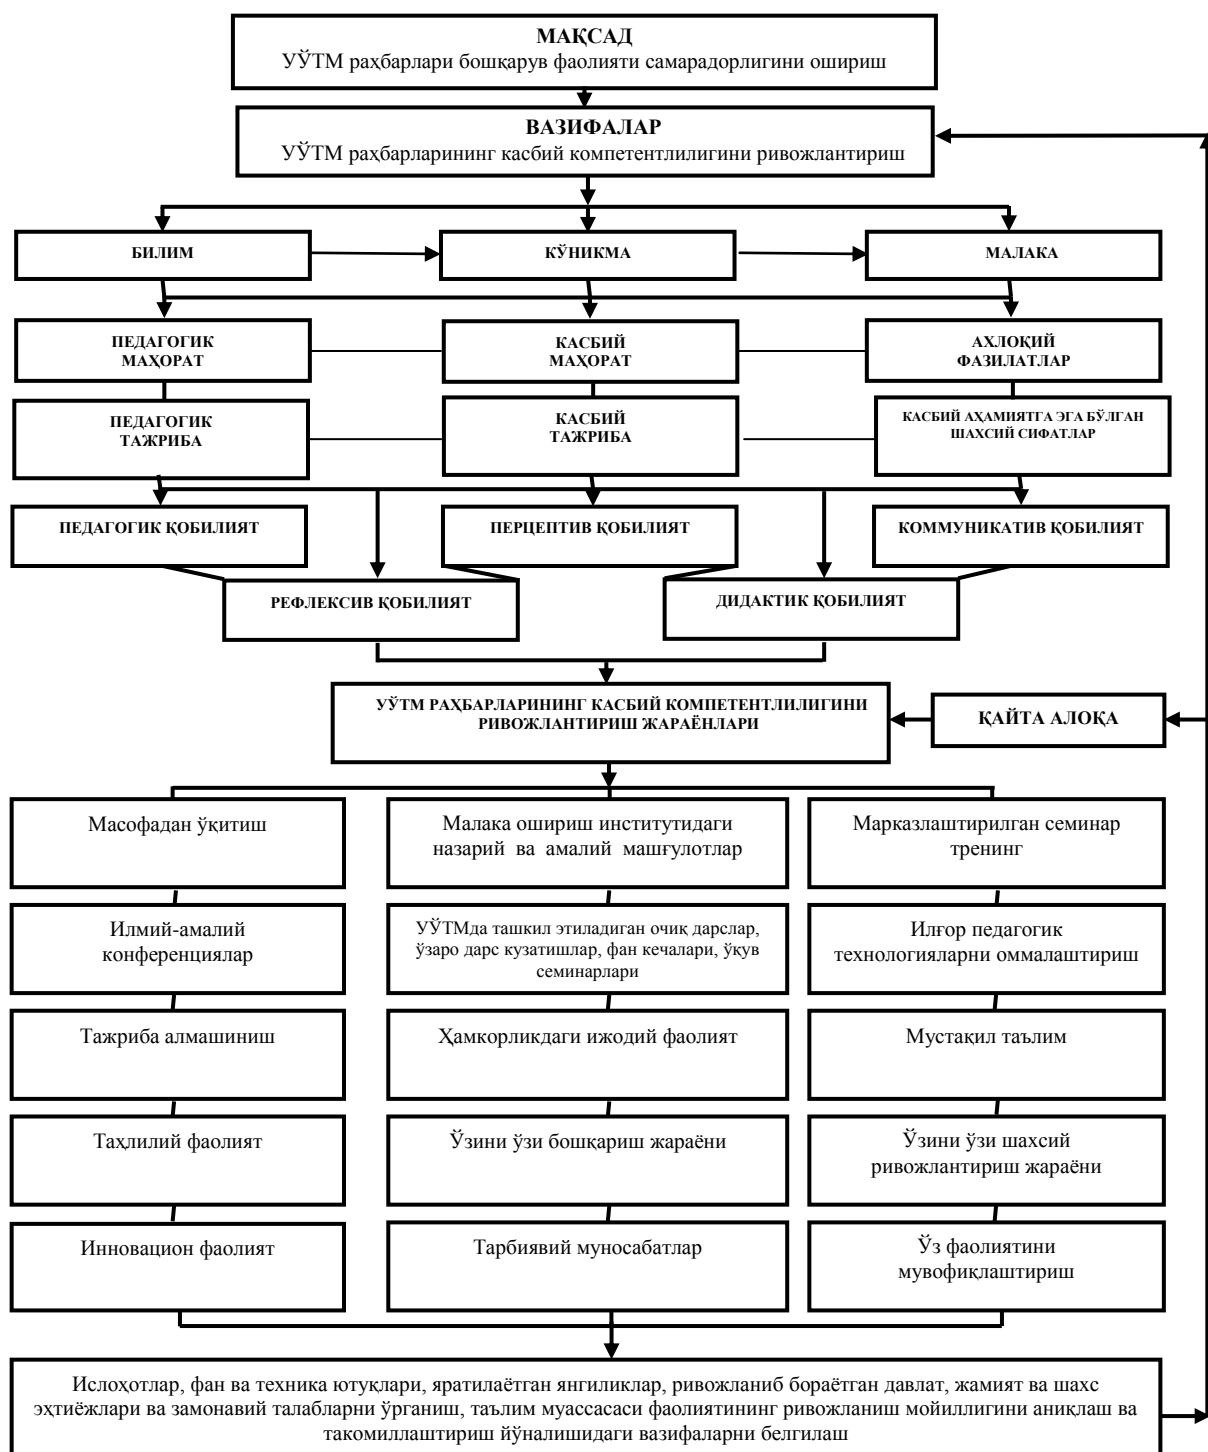 МАҚСАД
УЎТМ раҳбарлари бошқарув фаолияти самарадорлигини ошириш
ВАЗИФАЛАР
УЎТМ раҳбарларининг касбий компетентлилигини ривожлантириш
БИЛИМ
КЎНИКМА
МАЛАКА
ПЕДАГОГИК
МАҲОРАТ
КАСБИЙ
МАҲОРАТ
АХЛОҚИЙ
ФАЗИЛАТЛАР
ПЕДАГОГИК
ТАЖРИБА
КАСБИЙ
ТАЖРИБА
КАСБИЙ АҲАМИЯТГА ЭГА БЎЛГАН
ШАХСИЙ СИФАТЛАР
ПЕДАГОГИК ҚОБИЛИЯТ
ПЕРЦЕПТИВ ҚОБИЛИЯТ
КОММУНИКАТИВ ҚОБИЛИЯТ
РЕФЛЕКСИВ ҚОБИЛИЯТ
ДИДАКТИК ҚОБИЛИЯТ
УЎТМ РАҲБАРЛАРИНИНГ КАСБИЙ КОМПЕТЕНТЛИЛИГИНИ
РИВОЖЛАНТИРИШ ЖАРАЁНЛАРИ
ҚАЙТА АЛОҚА
Масофадан ўқитиш
Малака ошириш институтидаги
назарий ва амалий машғулотлар
Марказлаштирилган семинар
тренинг
Илмий-амалий
конференциялар
УЎТМда ташкил этиладиган очиқ дарслар,
ўзаро дарс кузатишлар, фан кечалари, ўқув
семинарлари
Илғор педагогик
технологияларни оммалаштириш
Тажриба алмашиниш
Ҳамкорликдаги ижодий фаолият
Мустақил таълим
Таҳлилий фаолият
Ўзини ўзи бошқариш жараёни
Ўзини ўзи шахсий
ривожлантириш жараёни
Инновацион фаолият
Тарбиявий муносабатлар
Ўз фаолиятини
мувофиқлаштириш
Ислоҳотлар, фан ва техника ютуқлари, яратилаётган янгиликлар, ривожланиб бораётган давлат, жамият ва шахс
эҳтиёжлари ва замонавий талабларни ўрганиш, таълим муассасаси фаолиятининг ривожланиш мойиллигини аниқлаш ва
такомиллаштириш йўналишидаги вазифаларни белгилаш